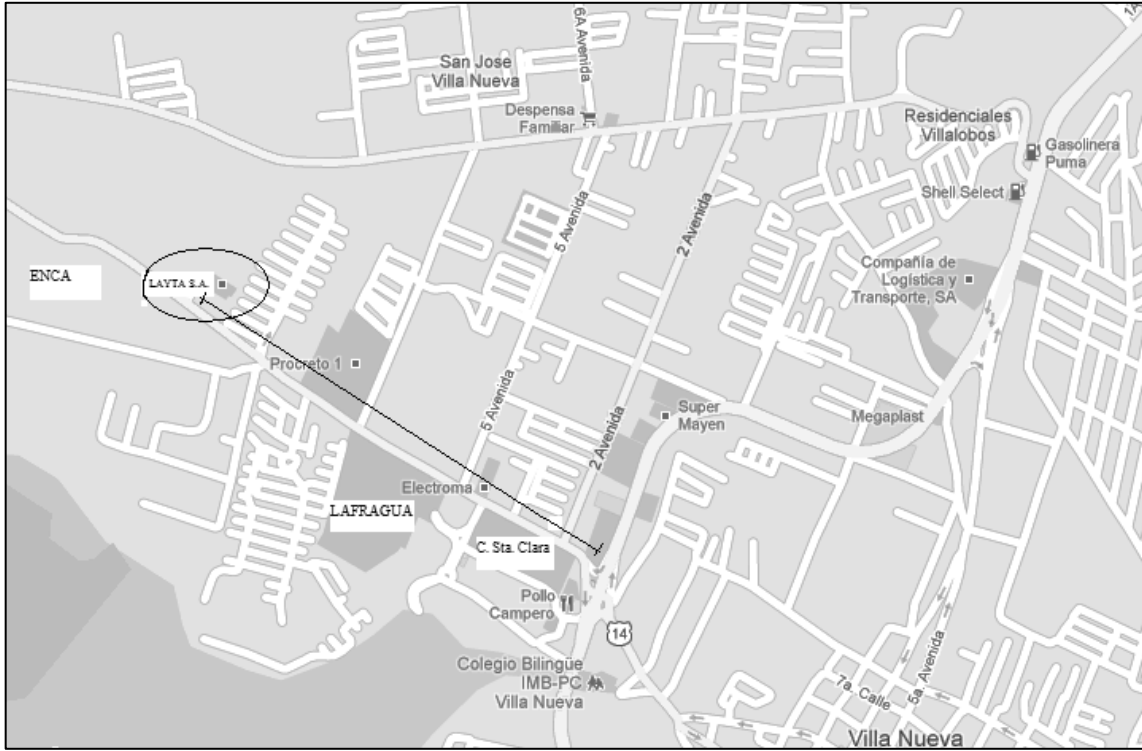 6A Avenida
1A
San Jose
Villa Nueva
Despensa
Familiar
Residenciales
Villalobos
Gasolinera
Puma
Shell Select
5 Avenida
2 Avenida
ENCA
LAYTA S.A.
Compañía de
Logística y
Transporte, SA
Procreto 1
5 Avenida
Super
Mayen
Megaplast
2 Avenida
Electroma
LAFRAGUA
C. Sta. Clara
Pollo
Campero
14
Colegio Bilingüe
IMB-PC
Villa Nueva
7a. Calle
5a. Avenida
Villa Nueva